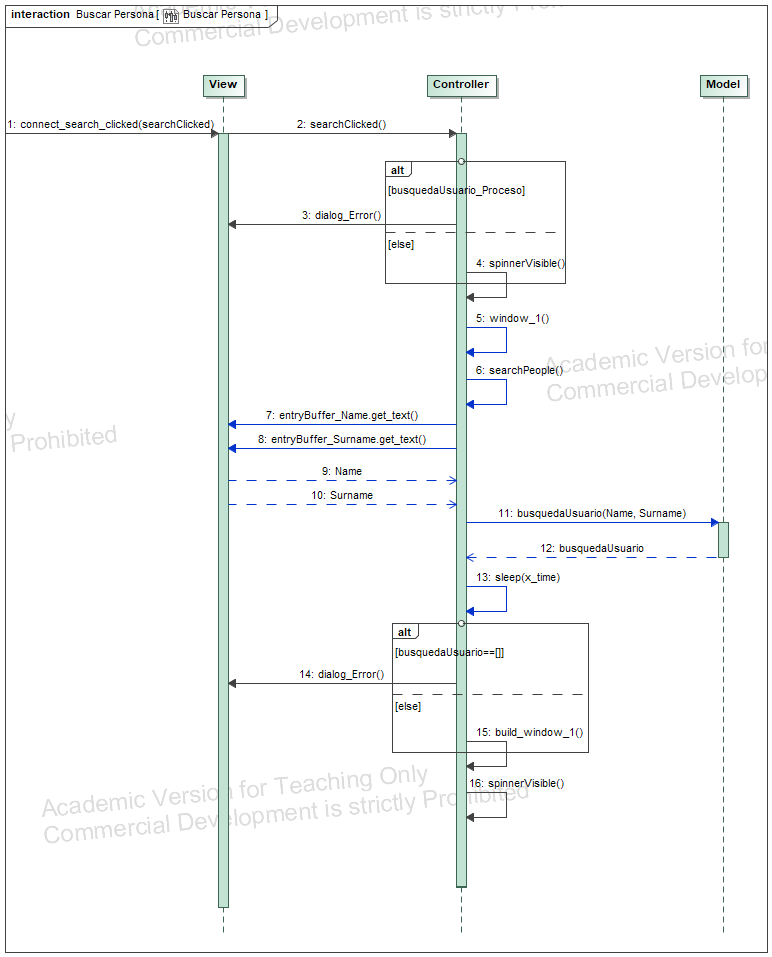 interaction Buscar Persona [ Buscar Persona ]
Commercial Development is strictly
View
Controller
Model
1: connect_search_clicked(searchClicked)
2: searchClicked()
alt
[busquedaUsuario_Proceso]
3: dialog_Error()
[else]
4: spinnerVisible()
5: window_1()
Academic Version for
Commercial
6: searchPeople()
7: entryBuffer_Name.get_text()
Prohibited
8: entryBuffer_Surname.get_text()
9: Name
10: Surname
11: busquedaUsuario(Name, Surname)
12: busquedaUsuario
13: sleep(x_time)
alt
[busquedaUsuario==[]]
14: dialog_Error()
[else]
15: build_window_1()
Academic Version for Teaching Only
16: spinnerVisible()
Commercial Development is strictly Prohibited